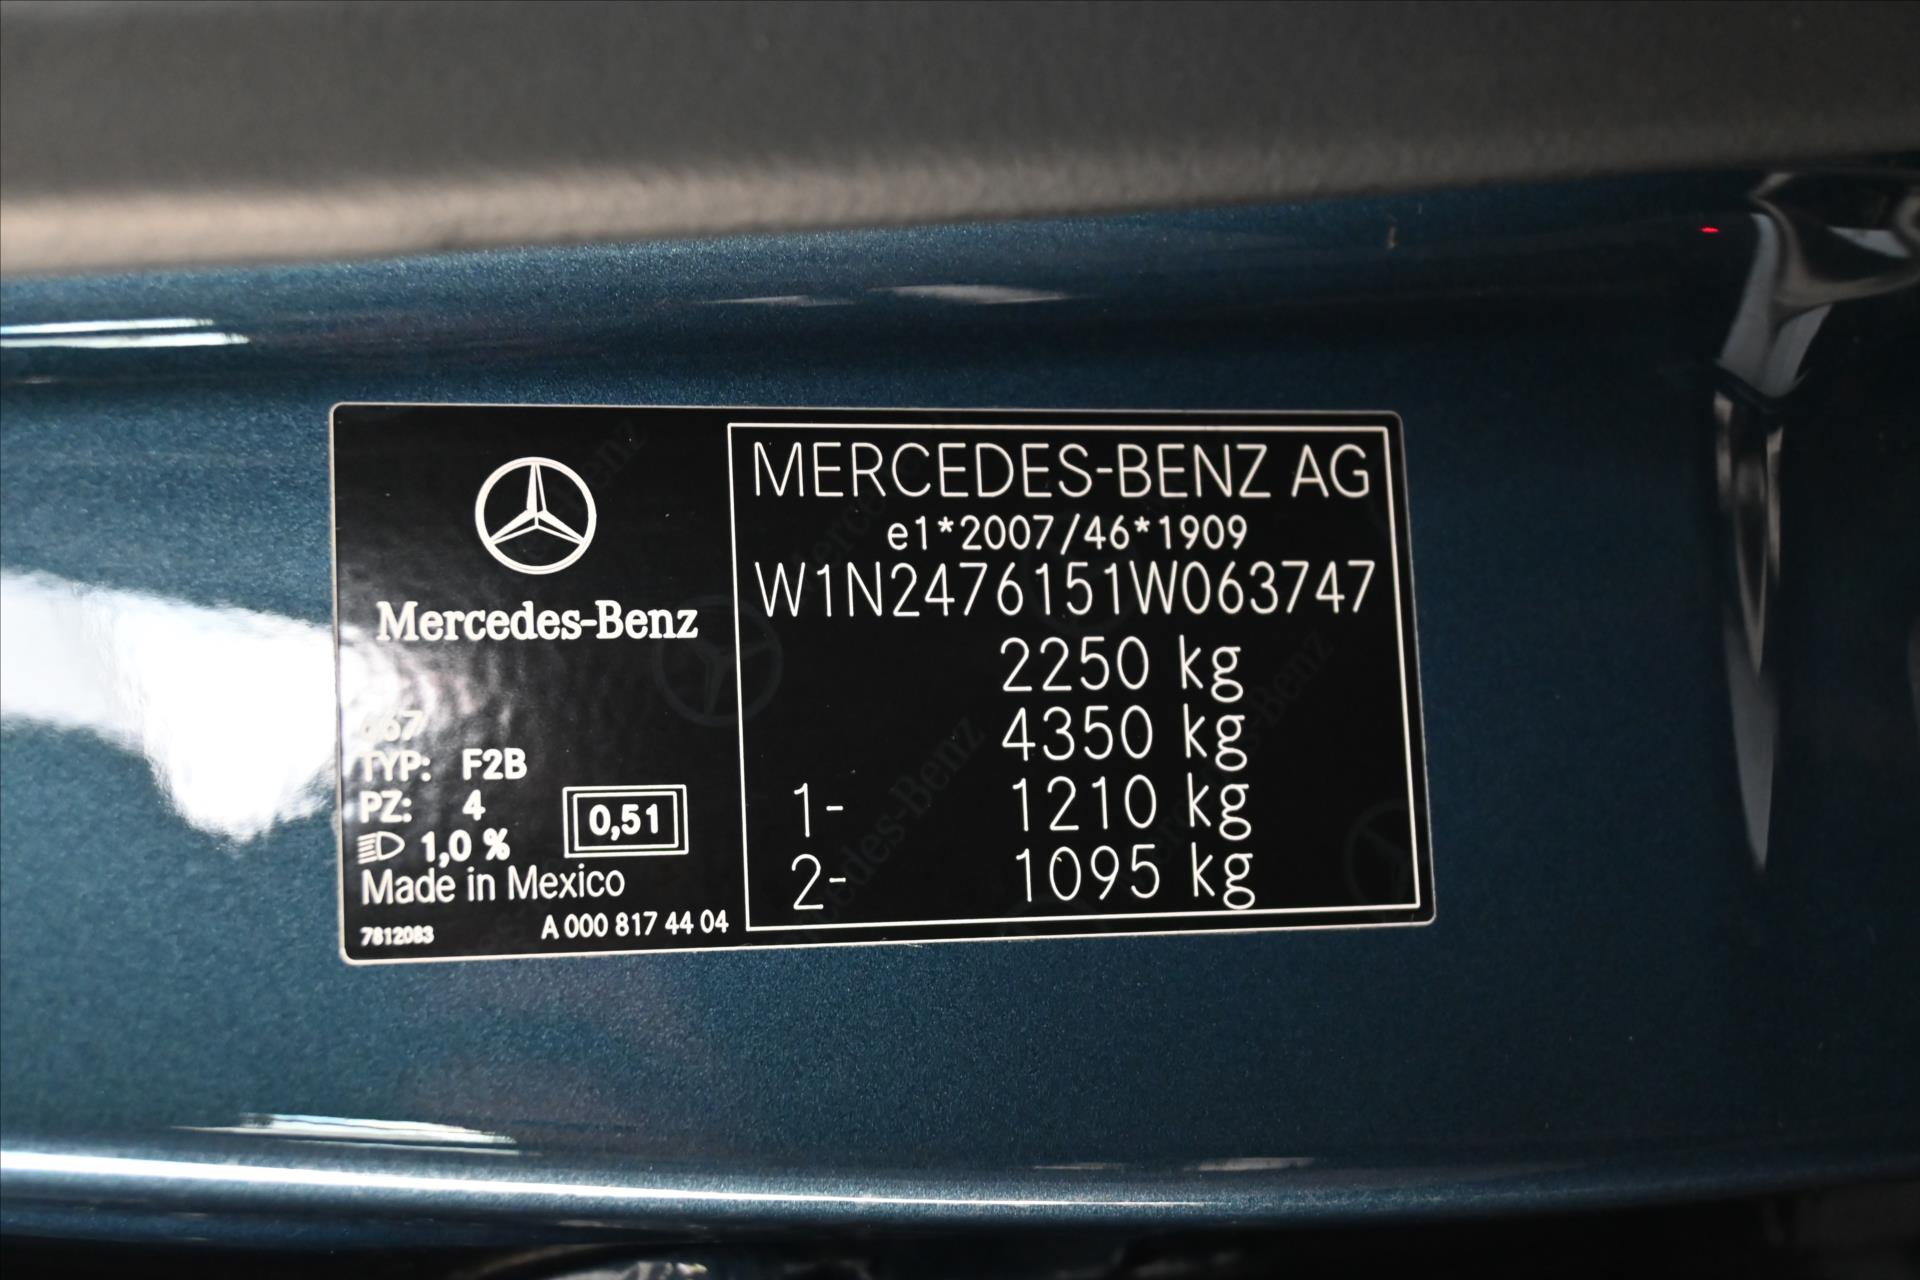 Mercedes-Benz
667
TYP: F2B
PZ: 4
1,0 %
0,51
Made in Mexico
7812083
A 000 817 44 04
MERCEDES-BENZ AG
e1*2007/46*1909
W1N2476151W063747
2250 kg
4350 kg
1- 1210 kg
2- 1095 kg